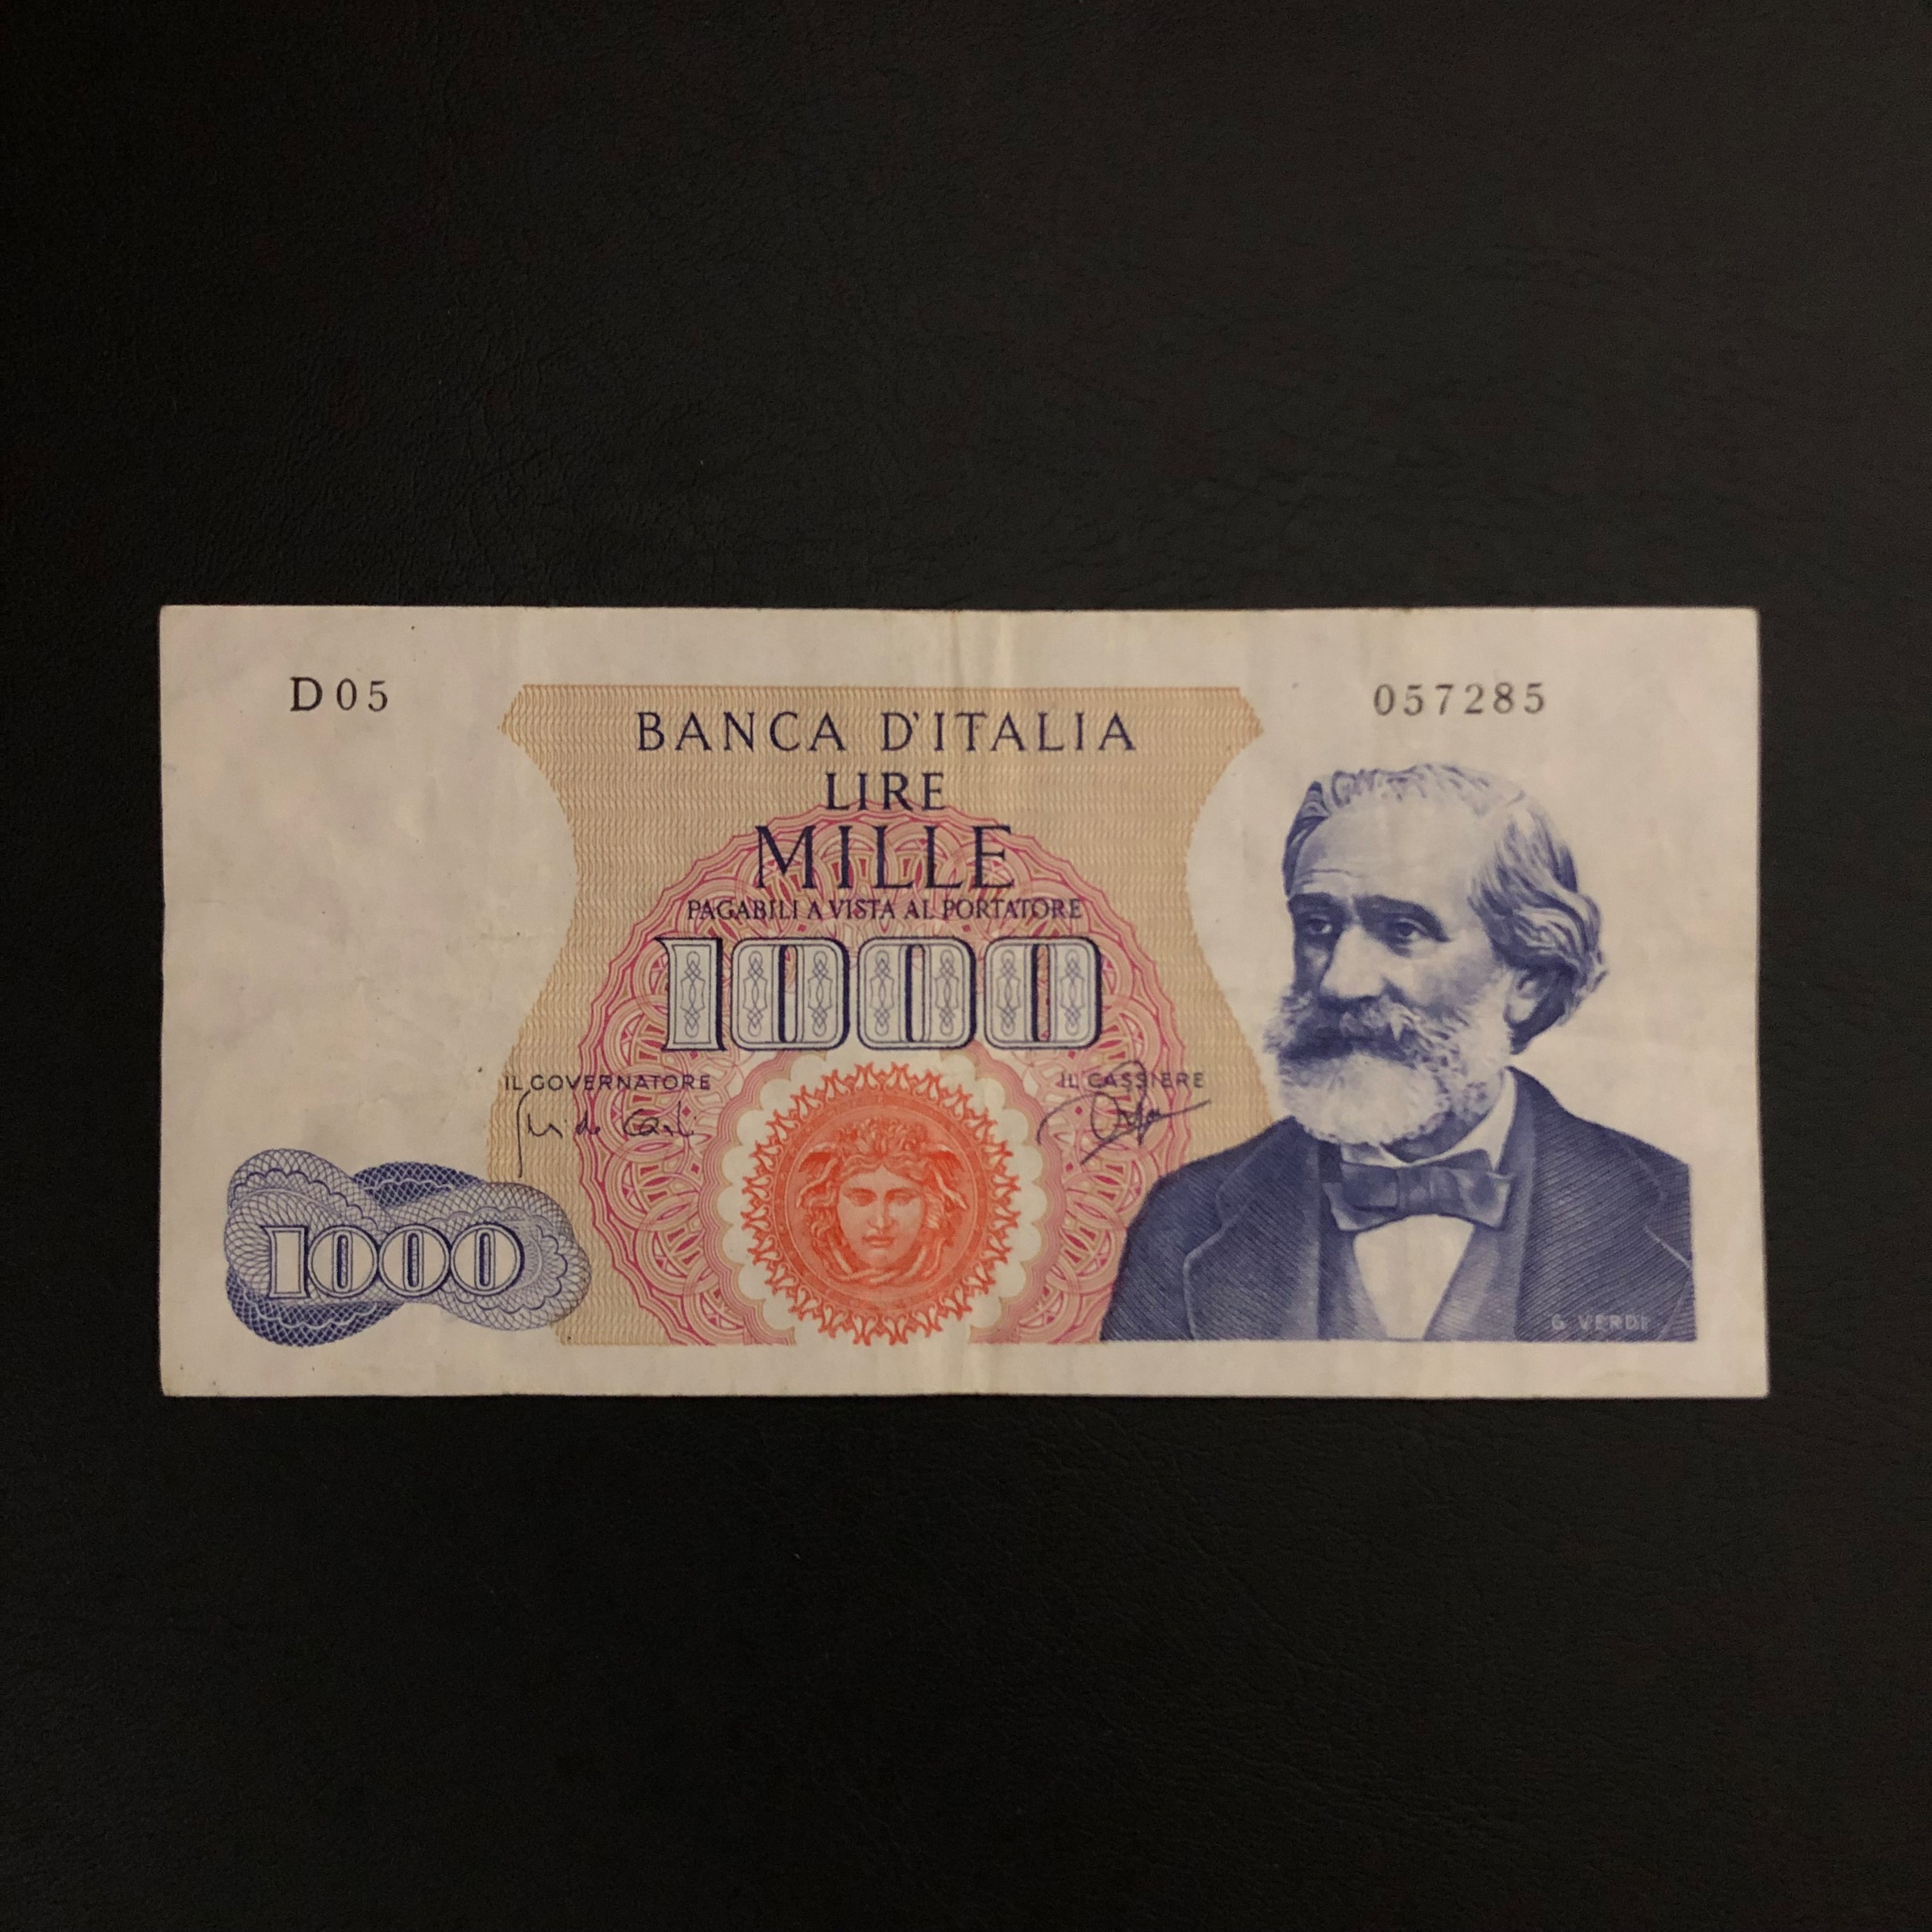 D05
057285
BANCA D'ITALIA
LIRE
MILLE
PAGABILI A VISTA AL PORTATORE
1000
IL GOVERNATORE
IL CASSIERE
1000
G. VERDI